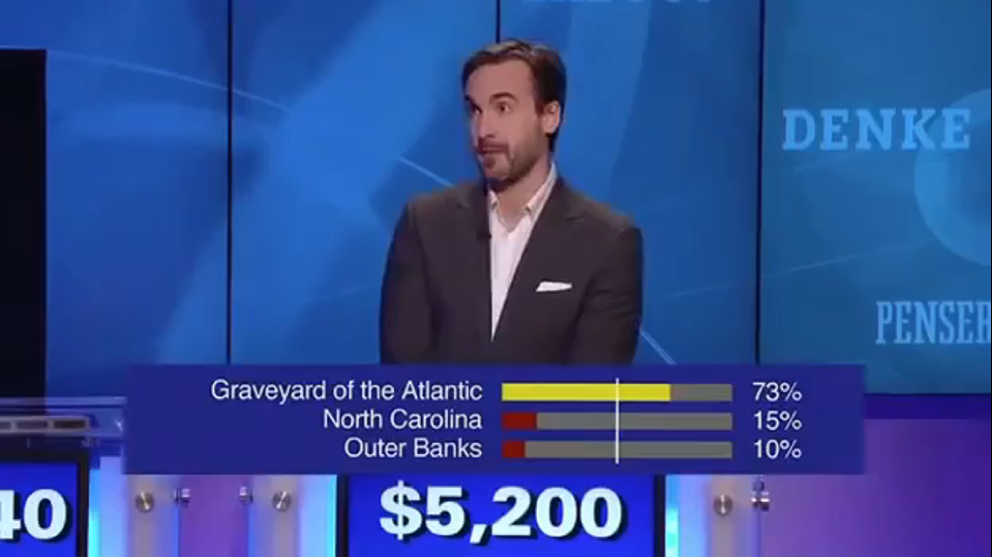 DENKE
PENSER
Graveyard of the Atlantic 73%
North Carolina 15%
Outer Banks 10%
40
$5,200